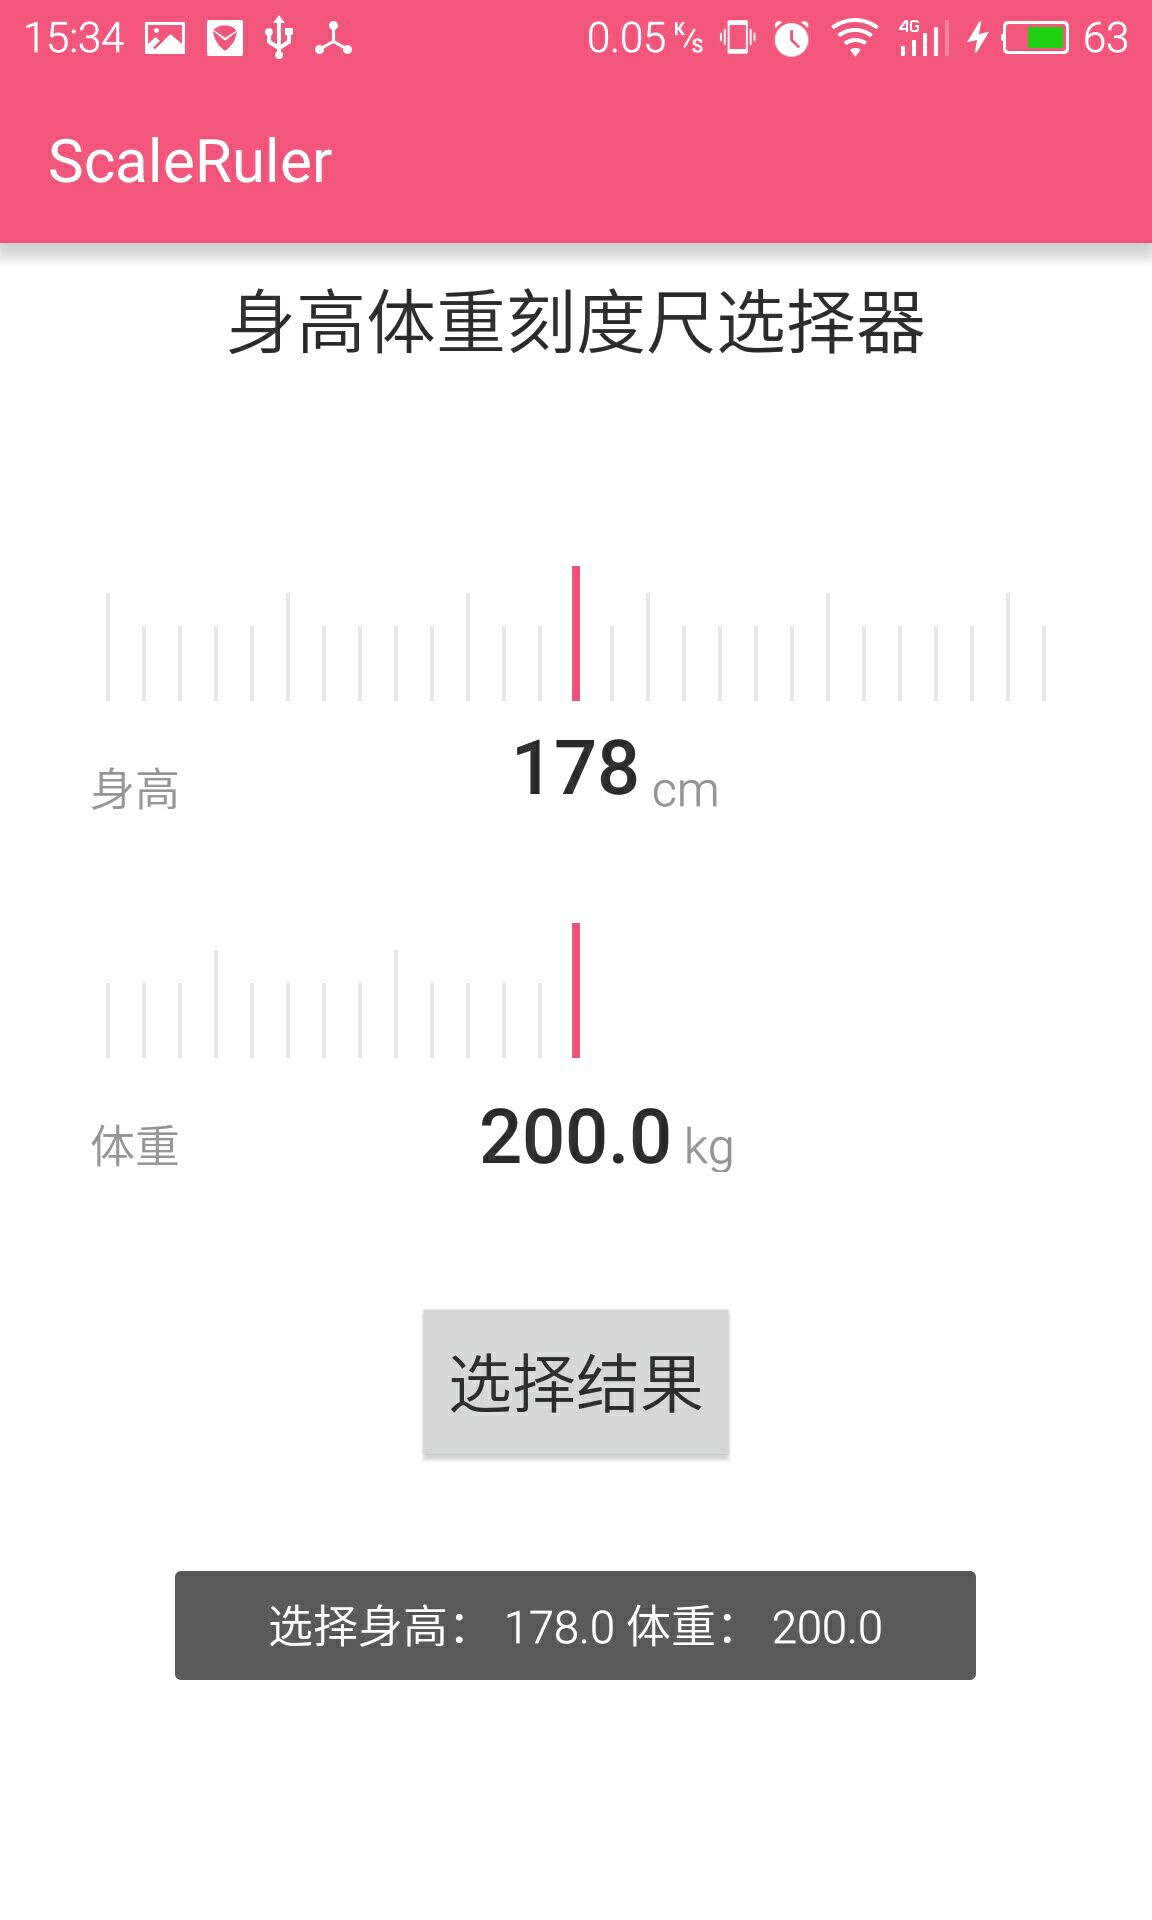 15:34 0.05 K/s 4G 63
ScaleRuler
身高体重刻度尺选择器
身高 178 cm
体重 200.0 kg
选择结果
选择身高： 178.0 体重： 200.0